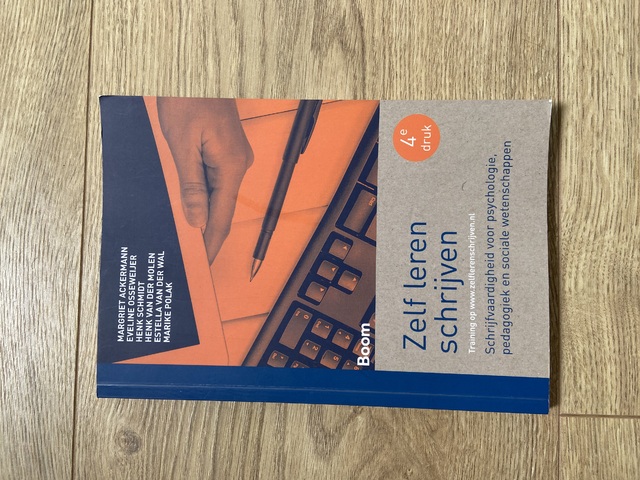 MARGRIET ACKERMANN
EVELINE OSSEWEIJER
HENK SCHMIDT
HENK VAN DER MOLEN
ESTELLA VAN DER WAL
MARIKE POLAK
Boom
4e
druk
Zelf leren
schrijven
Training op www.zelflerenschrijven.nl
Schrijfvaardigheid voor psychologie,
pedagogiek en sociale wetenschappen